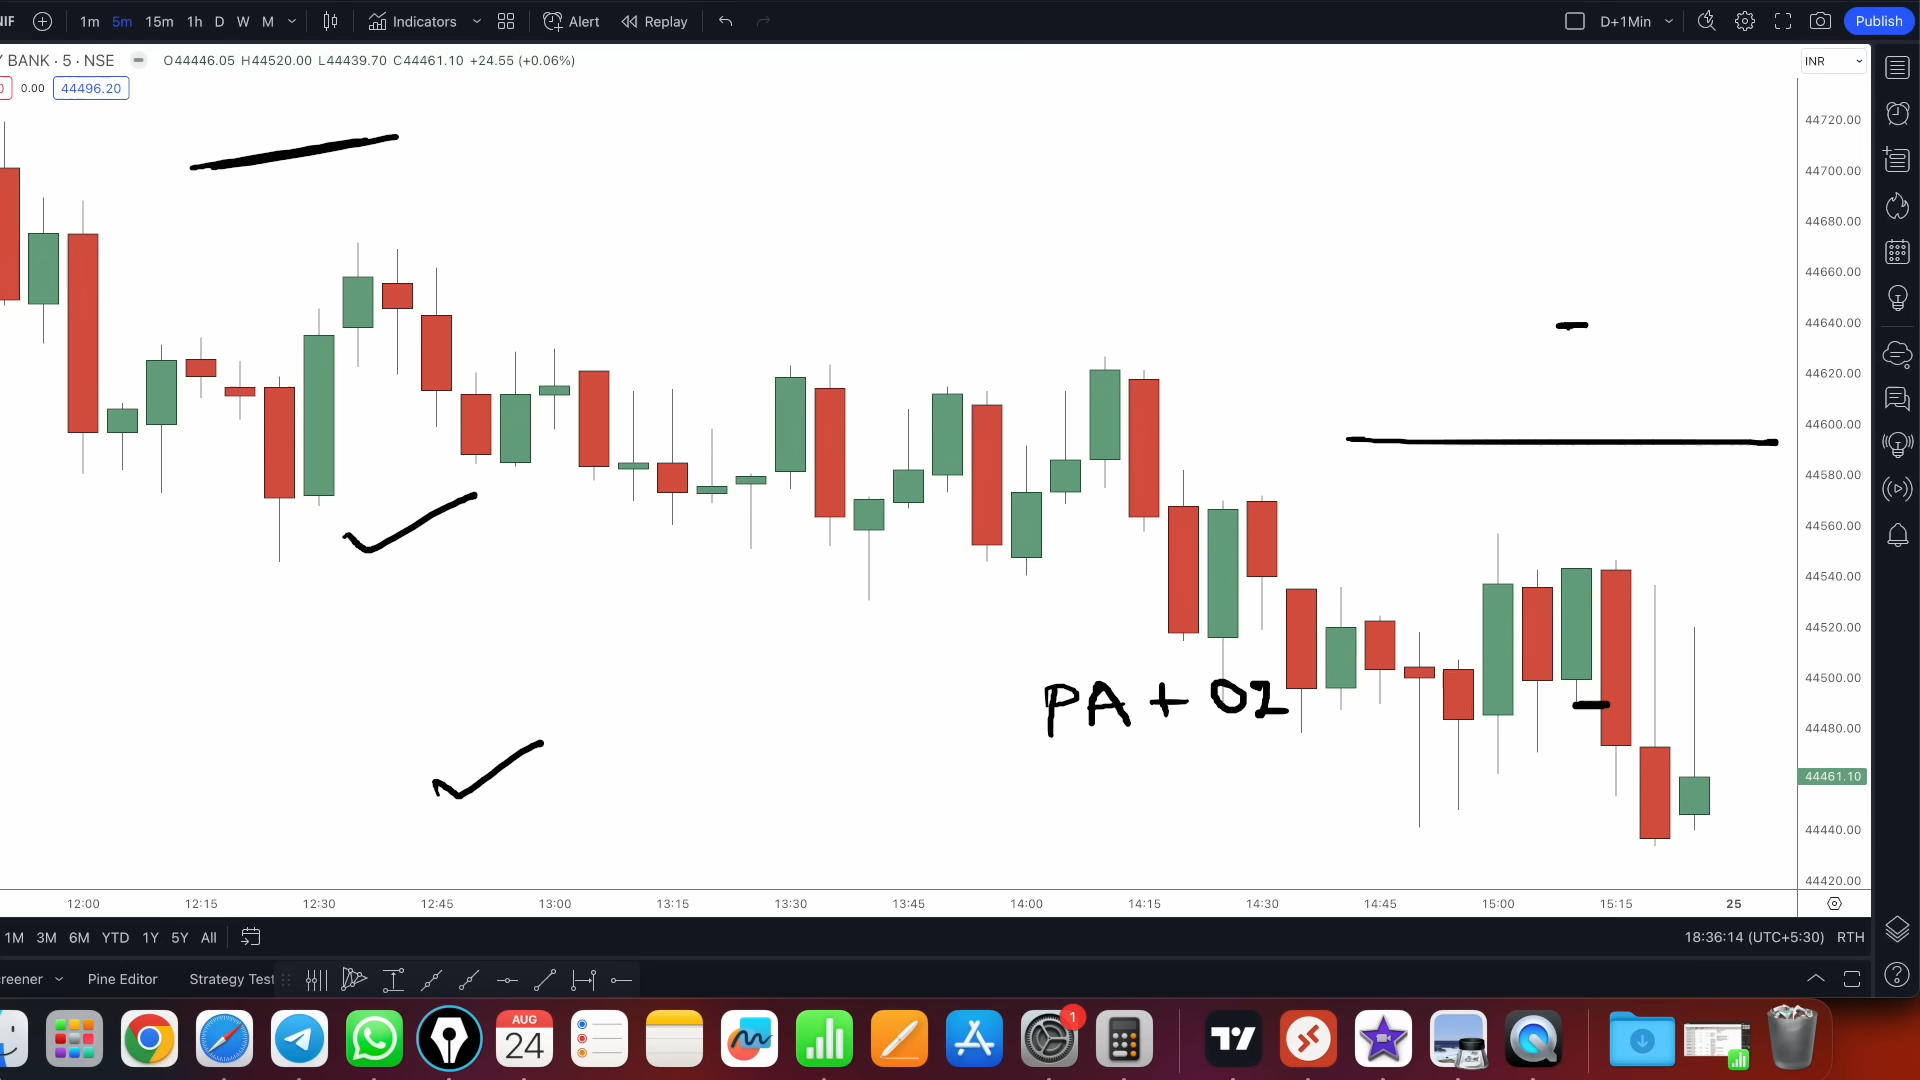 NIF 1m 5m 15m 1h D W M Indicators Alert Replay D+1Min Publish
Y BANK · 5 · NSE O44446.05 H44520.00 L44439.70 C44461.10 +24.55 (+0.06%) INR
0 0.00 44496.20
44720.00
44700.00
44680.00
44660.00
44640.00
44620.00
44600.00
44580.00
44560.00
44540.00
44520.00
44500.00
PA + OI
44480.00
44461.10
44440.00
44420.00
12:00 12:15 12:30 12:45 13:00 13:15 13:30 13:45 14:00 14:15 14:30 14:45 15:00 15:15 25
1M 3M 6M YTD 1Y 5Y All 18:36:14 (UTC+5:30) RTH
reener Pine Editor Strategy Test
AUG
24
1